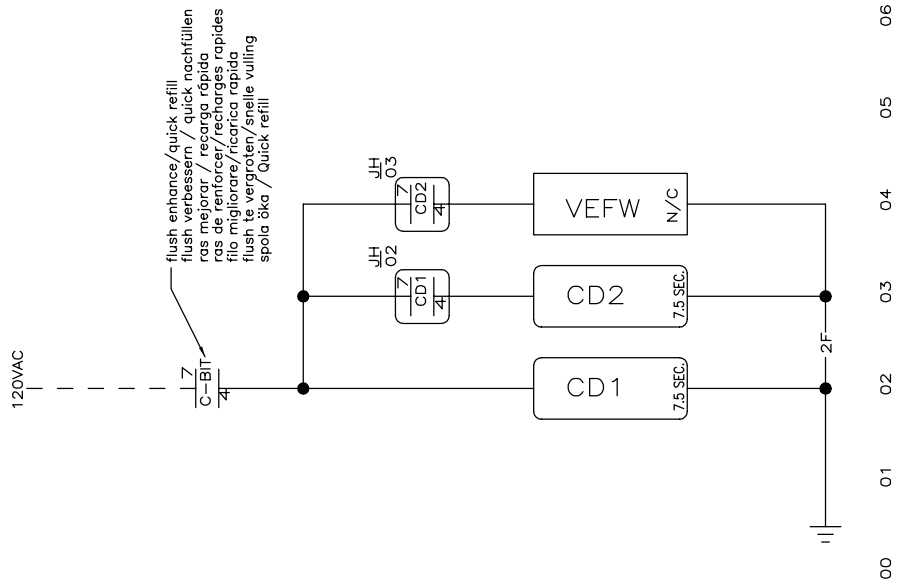 120VAC
flush enhance/quick refill
flush verbessern / quick nachfüllen
ras mejorar / recarga rápida
ras de renforcer/recharges rapides
filo migliorare/ricarica rapida
flush te vergroten/snelle vulling
spola öka / Quick refill
7
C-BIT
4
JH
03
7
CD2
4
VEFW
N/C
JH
02
7
CD1
4
CD2
7.5 SEC.
CD1
7.5 SEC.
2F
00
01
02
03
04
05
06